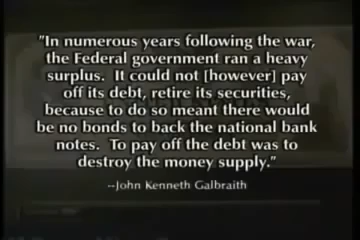 "In numerous years following the war,
the Federal government ran a heavy
surplus. It could not [however] pay
off its debt, retire its securities,
because to do so meant there would
be no bonds to back the national bank
notes. To pay off the debt was to
destroy the money supply."
--John Kenneth Galbraith